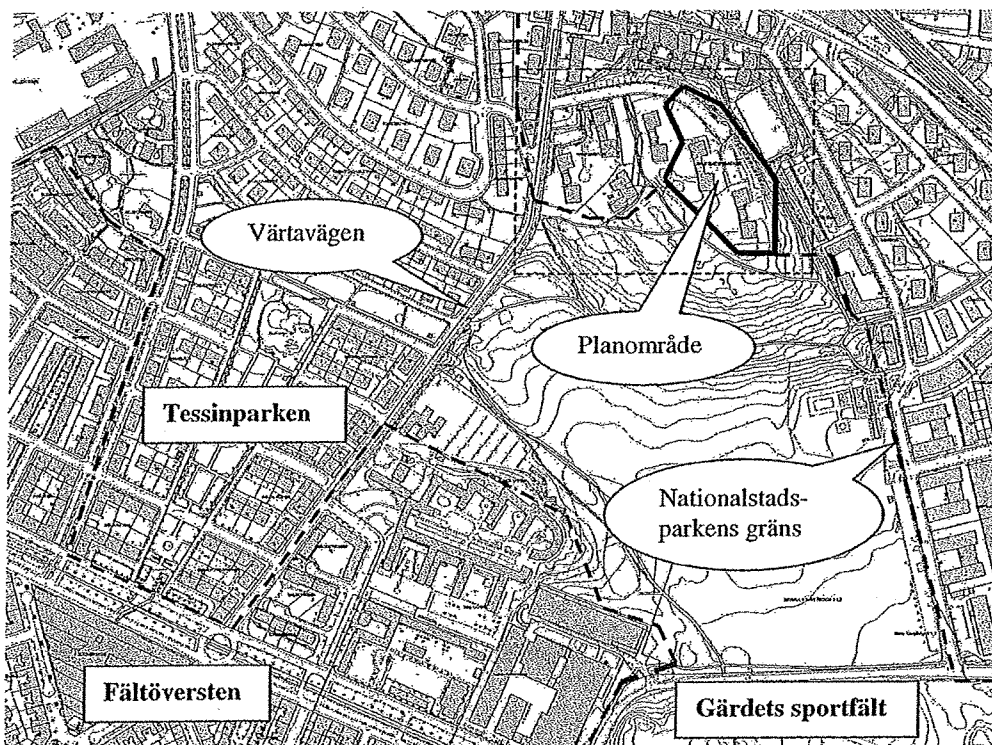 Värtavägen
Planområde
Tessinparken
Nationalstads-
parkens gräns
Fältöversten
Gärdets sportfält